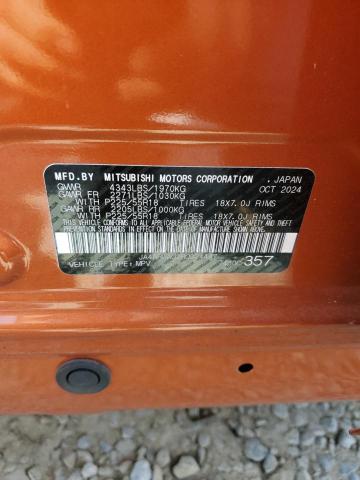 MFD.BY MITSUBISHI MOTORS CORPORATION , JAPAN
GVWR 4343LBS/1970KG OCT 2024
GAWR FR 2271LBS/1030KG
WITH P225/55R18 TIRES 18X7.0J RIMS
GAWR RR 2205LBS/1000KG
WITH P225/55R18 TIRES 18X7.0J RIMS
THIS VEHICLE CONFORMS TO ALL APPLICABLE FEDERAL
MOTOR VEHICLE SAFETY, BUMPER, AND THEFT
PREVENTION STANDARDS IN EFFECT ON THE DATE OF
MANUFACTURE SHOWN ABOVE.
VEHICLE TYPE: MPV 357